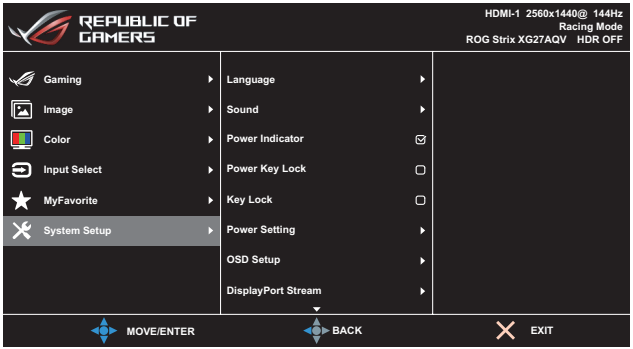 REPUBLIC OF
GAMERS
HDMI-1 2560x1440@ 144Hz
Racing Mode
ROG Strix XG27AQV HDR OFF
Gaming
Image
Color
Input Select
MyFavorite
System Setup
Language
Sound
Power Indicator
Power Key Lock
Key Lock
Power Setting
OSD Setup
DisplayPort Stream
MOVE/ENTER
BACK
EXIT